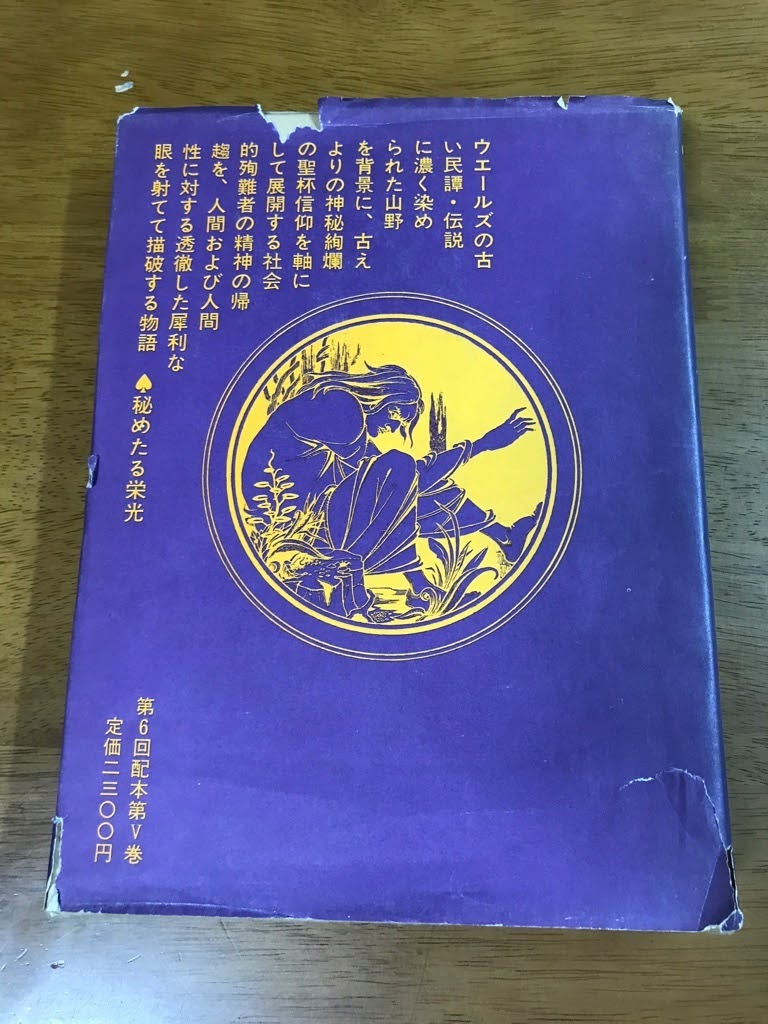 ウエールズの古
い民譚・伝説
に濃く染め
られた山野
を背景に、古え
よりの神秘絢爛
の聖杯信仰を軸に
して展開する社会
的殉難者の精神の帰
趨を、人間および人間
性に対する透徹した犀利な
眼を射てて描破する物語 ♠秘めたる栄光
第6回配本第V巻
定価二三〇〇円